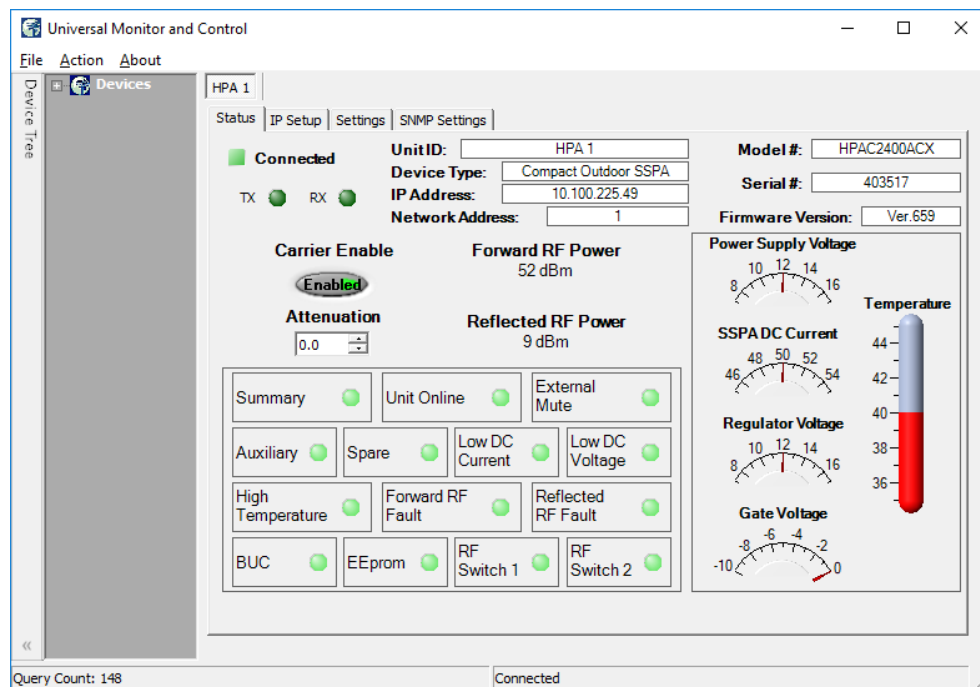 Universal Monitor and Control
File Action About
Device Tree
Devices
HPA 1
Status IP Setup Settings SNMP Settings
Connected
TX RX
Unit ID: HPA 1
Device Type: Compact Outdoor SSPA
IP Address: 10.100.225.49
Network Address: 1
Model #: HPAC2400ACX
Serial #: 403517
Firmware Version: Ver.659
Carrier Enable
Enabled
Attenuation
0.0
Forward RF Power
52 dBm
Reflected RF Power
9 dBm
Summary
Unit Online
External
Mute
Auxiliary
Spare
Low DC
Current
Low DC
Voltage
High
Temperature
Forward RF
Fault
Reflected
RF Fault
BUC
EEprom
RF
Switch 1
RF
Switch 2
Power Supply Voltage
8 10 12 14 16
SSPA DC Current
46 48 50 52 54
Regulator Voltage
8 10 12 14 16
Gate Voltage
-10 -8 -6 -4 -2 0
Temperature
44
42
40
38
36
«
Query Count: 148
Connected